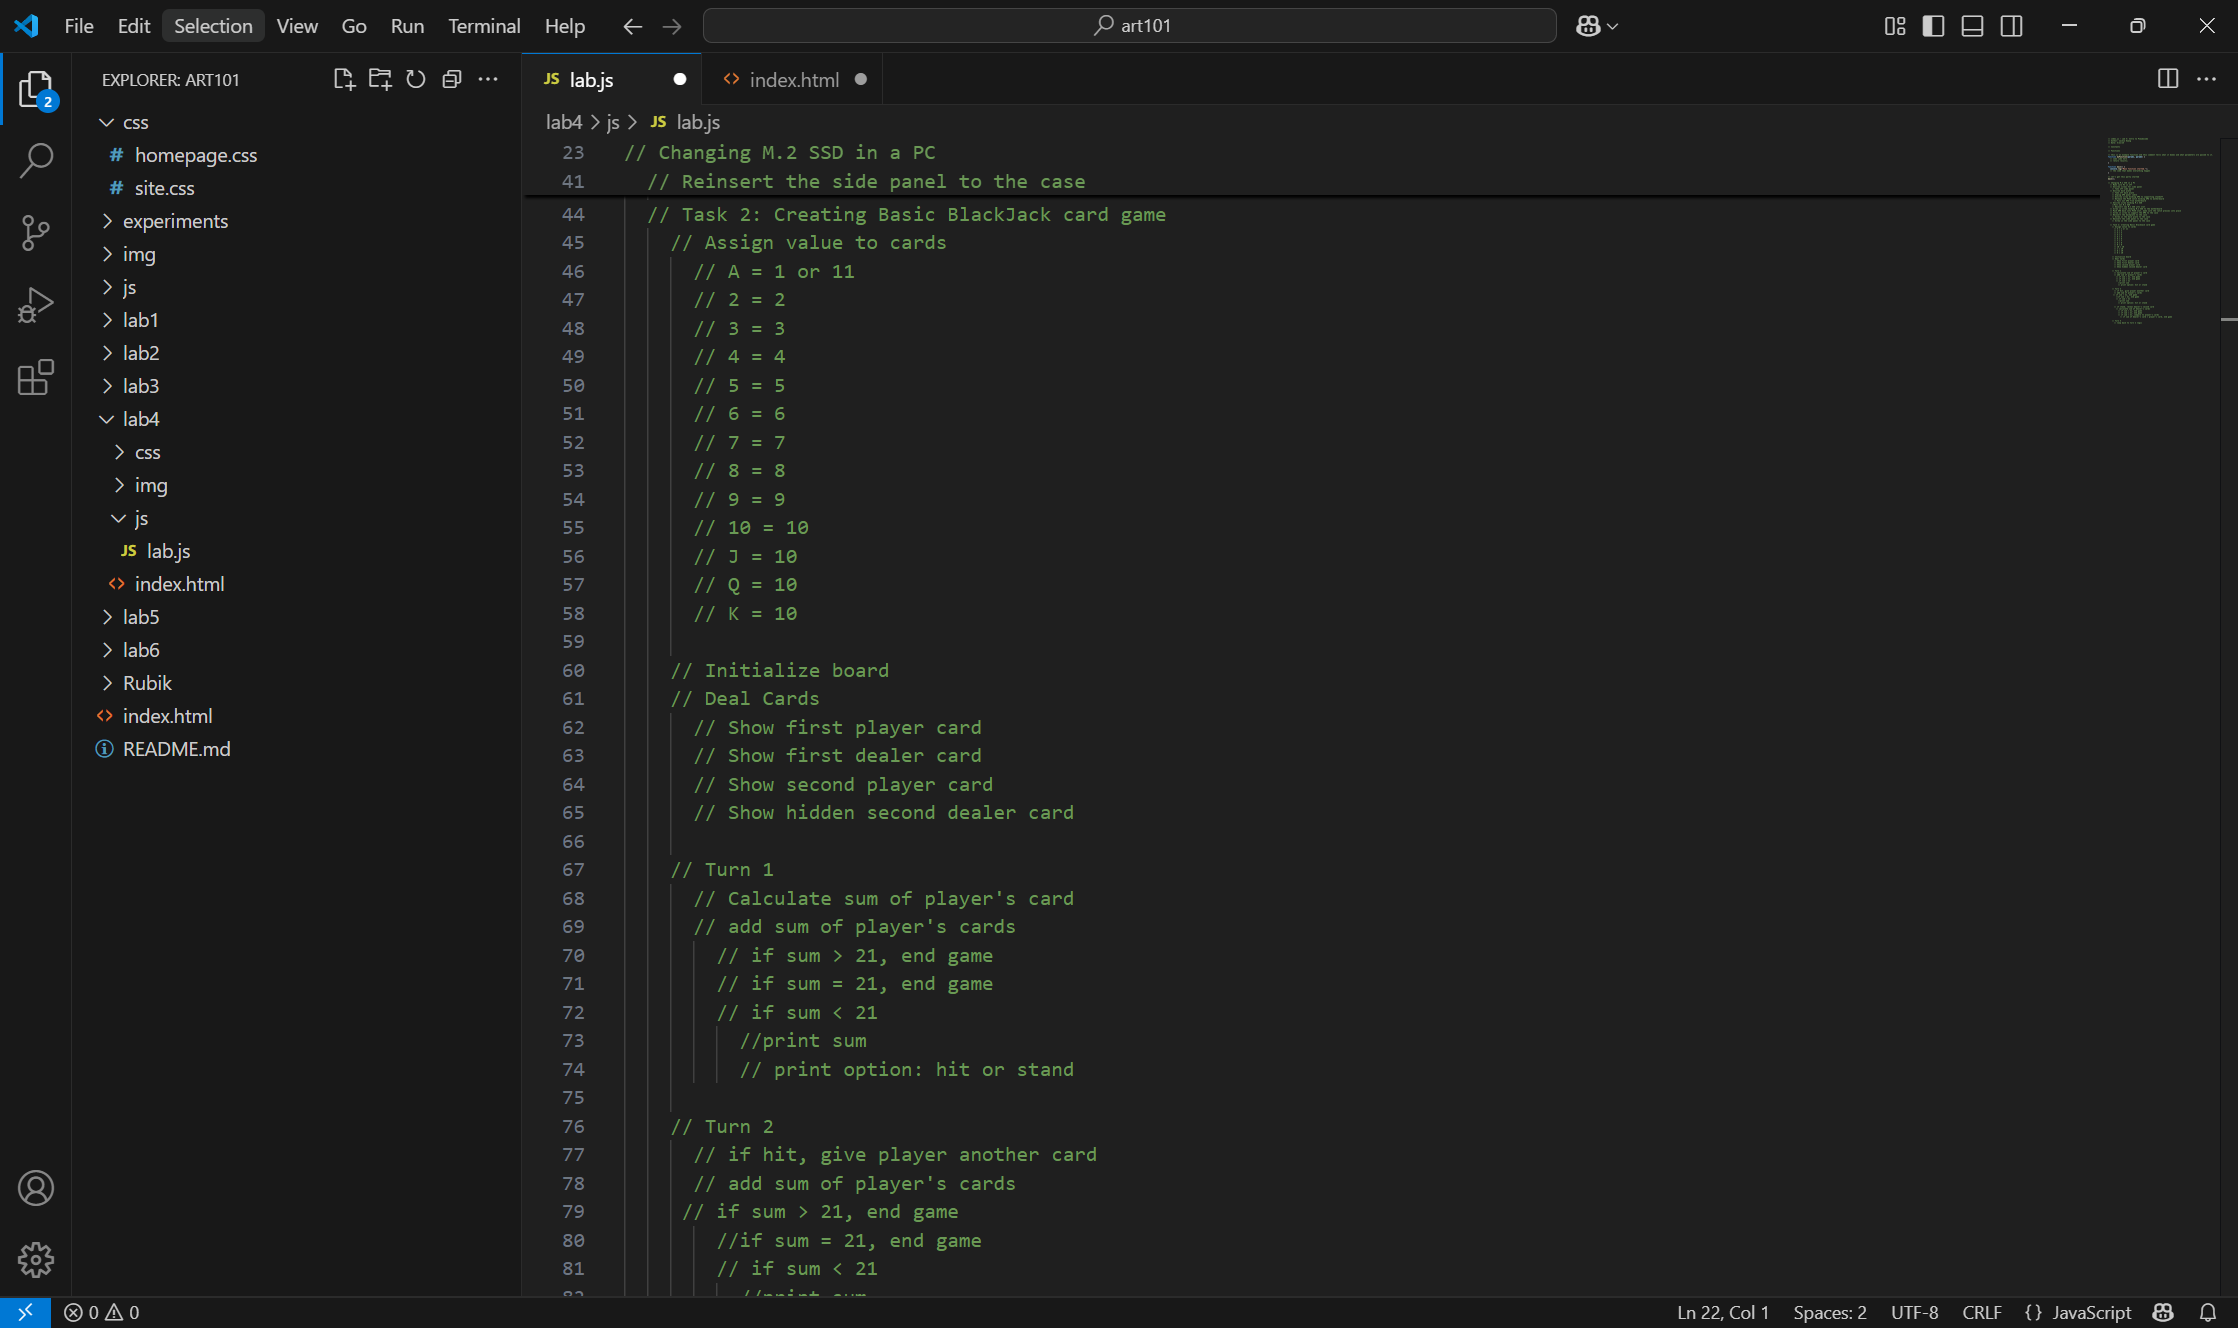 File Edit Selection View Go Run Terminal Help art101
EXPLORER: ART101
2
css
# homepage.css
# site.css
experiments
img
js
lab1
lab2
lab3
lab4
css
img
js
JS lab.js
<> index.html
lab5
lab6
Rubik
<> index.html
README.md
JS lab.js
<> index.html
lab4 > js > JS lab.js
23 // Changing M.2 SSD in a PC
41 // Reinsert the side panel to the case
44 // Task 2: Creating Basic BlackJack card game
45 // Assign value to cards
46 // A = 1 or 11
47 // 2 = 2
48 // 3 = 3
49 // 4 = 4
50 // 5 = 5
51 // 6 = 6
52 // 7 = 7
53 // 8 = 8
54 // 9 = 9
55 // 10 = 10
56 // J = 10
57 // Q = 10
58 // K = 10
59
60 // Initialize board
61 // Deal Cards
62 // Show first player card
63 // Show first dealer card
64 // Show second player card
65 // Show hidden second dealer card
66
67 // Turn 1
68 // Calculate sum of player's card
69 // add sum of player's cards
70 // if sum > 21, end game
71 // if sum = 21, end game
72 // if sum < 21
73 //print sum
74 // print option: hit or stand
75
76 // Turn 2
77 // if hit, give player another card
78 // add sum of player's cards
79 // if sum > 21, end game
80 //if sum = 21, end game
81 // if sum < 21
82 //print sum
0 0 Ln 22, Col 1 Spaces: 2 UTF-8 CRLF {} JavaScript